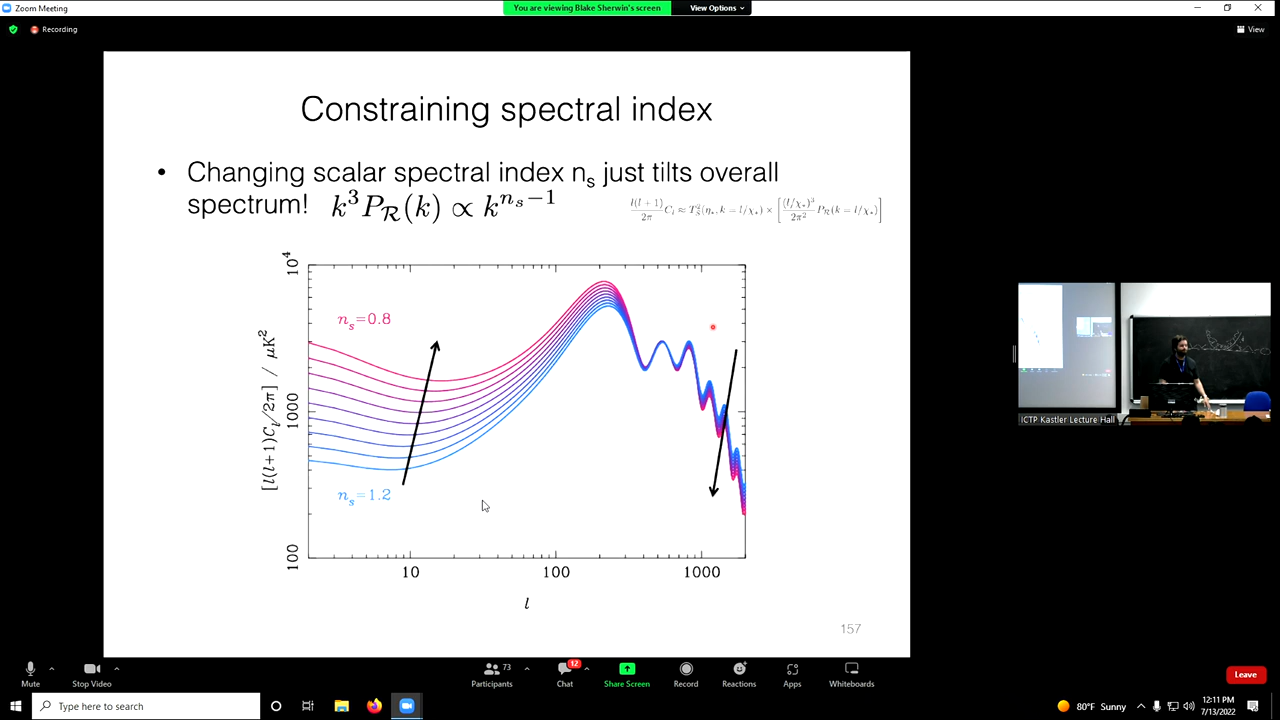 Zoom Meeting
You are viewing Blake Sherwin's screen
View Options
Recording
View
Constraining spectral index
• Changing scalar spectral index nₛ just tilts overall
spectrum! k³P_ℛ(k) ∝ k^{nₛ−1}
l(l+1)/2π C_l ≈ T_S²(η_*, k = l/χ_*) × [(l/χ_*)³/2π² P_ℛ(k = l/χ_*)]
10⁴
nₛ=0.8
[l(l+1)C_l/2π] / μK²
1000
nₛ=1.2
100
10 100 1000
l
157
ICTP Kastler Lecture Hall
73
12
Mute
Stop Video
Participants
Chat
Share Screen
Record
Reactions
Apps
Whiteboards
Leave
Type here to search
80°F Sunny
12:11 PM
7/13/2022